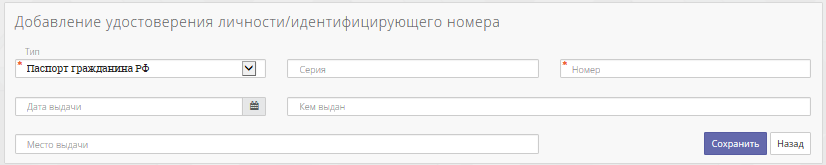 Добавление удостоверения личности/идентифицирующего номера
Тип
* Паспорт гражданина РФ
Серия
* Номер
Дата выдачи
Кем выдан
Место выдачи
Сохранить
Назад